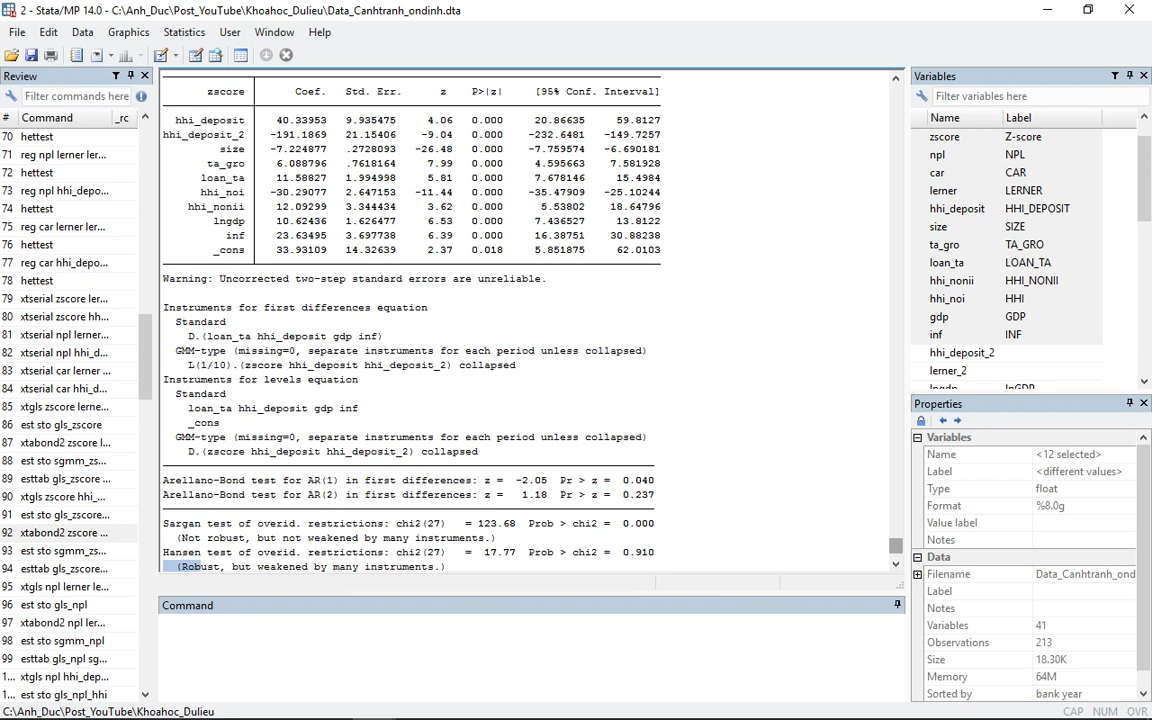 2 - Stata/MP 14.0 - C:\Anh_Duc\Post_YouTube\Khoahoc_Dulieu\Data_Canhtranh_ondinh.dta
File Edit Data Graphics Statistics User Window Help
Review
Filter commands here
# Command _rc
70 hettest
71 reg npl lerner ler...
72 hettest
73 reg npl hhi_depo...
74 hettest
75 reg car lerner ler...
76 hettest
77 reg car hhi_depo...
78 hettest
79 xtserial zscore ler...
80 xtserial zscore hh...
81 xtserial npl lerner...
82 xtserial npl hhi_d...
83 xtserial car lerner ...
84 xtserial car hhi_d...
85 xtgls zscore lerne...
86 est sto gls_zscore
87 xtabond2 zscore l...
88 est sto sgmm_zs...
89 esttab gls_zscore ...
90 xtgls zscore hhi_...
91 est sto gls_zscore...
92 xtabond2 zscore ...
93 est sto sgmm_zs...
94 esttab gls_zscore...
95 xtgls npl lerner le...
96 est sto gls_npl
97 xtabond2 npl ler...
98 est sto sgmm_npl
99 esttab gls_npl sg...
1... xtgls npl hhi_dep...
1... est sto gls_npl_hhi
zscore Coef. Std. Err. z P>|z| [95% Conf. Interval]
hhi_deposit 40.33953 9.935475 4.06 0.000 20.86635 59.8127
hhi_deposit_2 -191.1869 21.15406 -9.04 0.000 -232.6481 -149.7257
size -7.224877 .2728093 -26.48 0.000 -7.759574 -6.690181
ta_gro 6.088796 .7618164 7.99 0.000 4.595663 7.581928
loan_ta 11.58827 1.994998 5.81 0.000 7.678146 15.4984
hhi_noi -30.29077 2.647153 -11.44 0.000 -35.47909 -25.10244
hhi_nonii 12.09299 3.344434 3.62 0.000 5.53802 18.64796
lngdp 10.62436 1.626477 6.53 0.000 7.436527 13.8122
inf 23.63495 3.697738 6.39 0.000 16.38751 30.88238
_cons 33.93109 14.32639 2.37 0.018 5.851875 62.0103
Warning: Uncorrected two-step standard errors are unreliable.
Instruments for first differences equation
Standard
D.(loan_ta hhi_deposit gdp inf)
GMM-type (missing=0, separate instruments for each period unless collapsed)
L(1/10).(zscore hhi_deposit hhi_deposit_2) collapsed
Instruments for levels equation
Standard
loan_ta hhi_deposit gdp inf
_cons
GMM-type (missing=0, separate instruments for each period unless collapsed)
D.(zscore hhi_deposit hhi_deposit_2) collapsed
Arellano-Bond test for AR(1) in first differences: z = -2.05 Pr > z = 0.040
Arellano-Bond test for AR(2) in first differences: z = 1.18 Pr > z = 0.237
Sargan test of overid. restrictions: chi2(27) = 123.68 Prob > chi2 = 0.000
(Not robust, but not weakened by many instruments.)
Hansen test of overid. restrictions: chi2(27) = 17.77 Prob > chi2 = 0.910
(Robust, but weakened by many instruments.)
Command
Variables
Filter variables here
Name Label
zscore Z-score
npl NPL
car CAR
lerner LERNER
hhi_deposit HHI_DEPOSIT
size SIZE
ta_gro TA_GRO
loan_ta LOAN_TA
hhi_nonii HHI_NONII
hhi_noi HHI
gdp GDP
inf INF
hhi_deposit_2
lerner_2
lngdp lnGDP
Properties
Variables
Name <12 selected>
Label <different values>
Type float
Format %8.0g
Value label
Notes
Data
Filename Data_Canhtranh_ond
Label
Notes
Variables 41
Observations 213
Size 18.30K
Memory 64M
Sorted by bank year
C:\Anh_Duc\Post_YouTube\Khoahoc_Dulieu
CAP NUM OVR